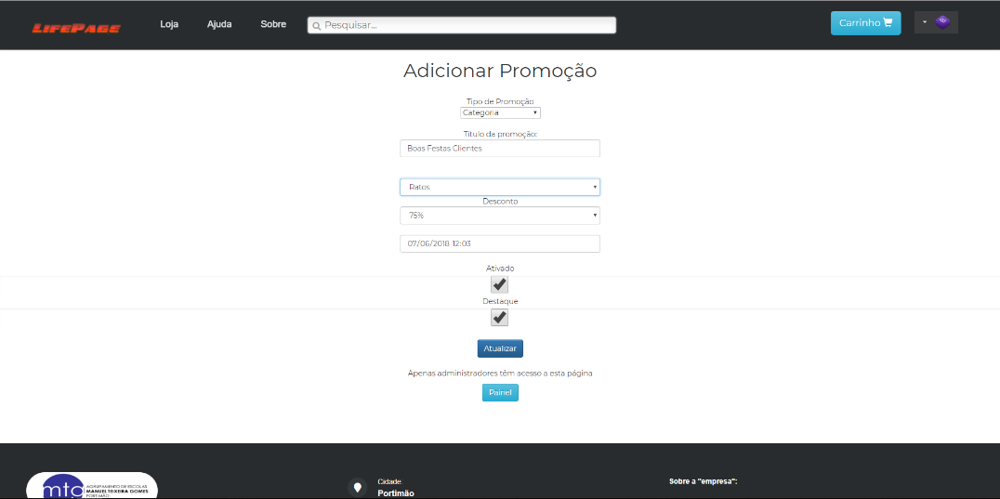 LIFEPAGE
Loja
Ajuda
Sobre
Pesquisar...
Carrinho
Adicionar Promoção
Tipo de Promoção
Categoria
Título da promoção:
Boas Festas Clientes
Ratos
Desconto
75%
07/06/2018 12:03
Ativado
Destaque
Atualizar
Apenas administradores têm acesso a esta página
Painel
mtg
AGRUPAMENTO DE ESCOLAS
MANUEL TEIXEIRA GOMES
PORTIMÃO
Cidade:
Portimão
Sobre a "empresa":